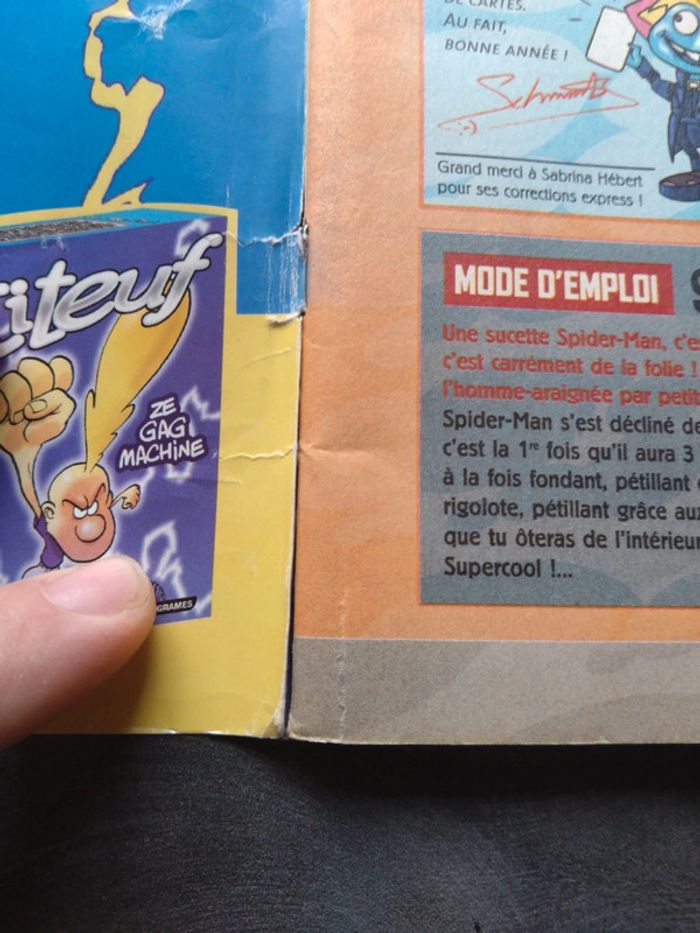 iteuf
ZE
GAG
MACHINE
GRAMES
DE CARTES.
AU FAIT,
BONNE ANNÉE !
Grand merci à Sabrina Hébert
pour ses corrections express !
MODE D'EMPLOI
Une sucette Spider-Man, c'es
c'est carrément de la folie !
l'homme-araignée par petit
Spider-Man s'est décliné de
c'est la 1re fois qu'il aura 3
à la fois fondant, pétillant
rigolote, pétillant grâce aux
que tu ôteras de l'intérieur
Supercool !...